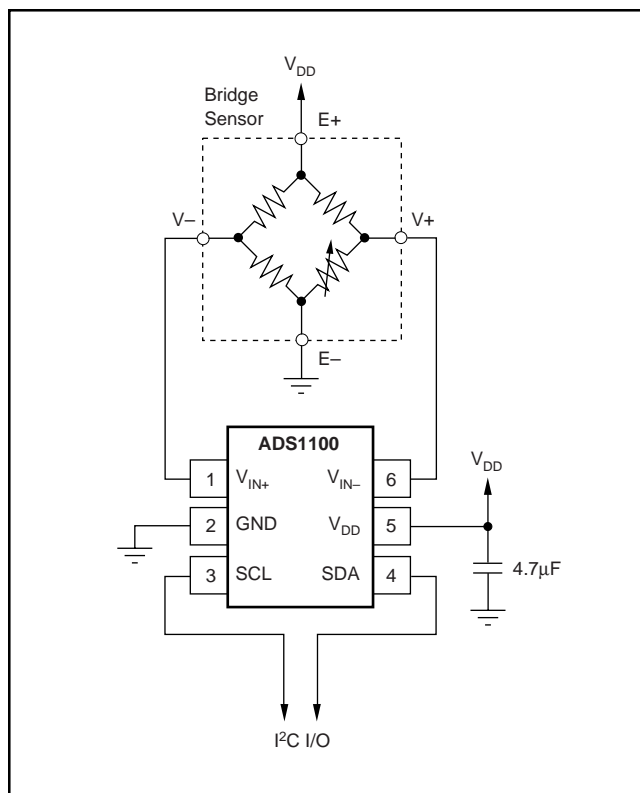 V_DD
Bridge
Sensor
E+
V–
V+
E–
ADS1100
1 V_IN+ V_IN– 6
V_DD
2 GND V_DD 5
3 SCL SDA 4
4.7μF
I²C I/O